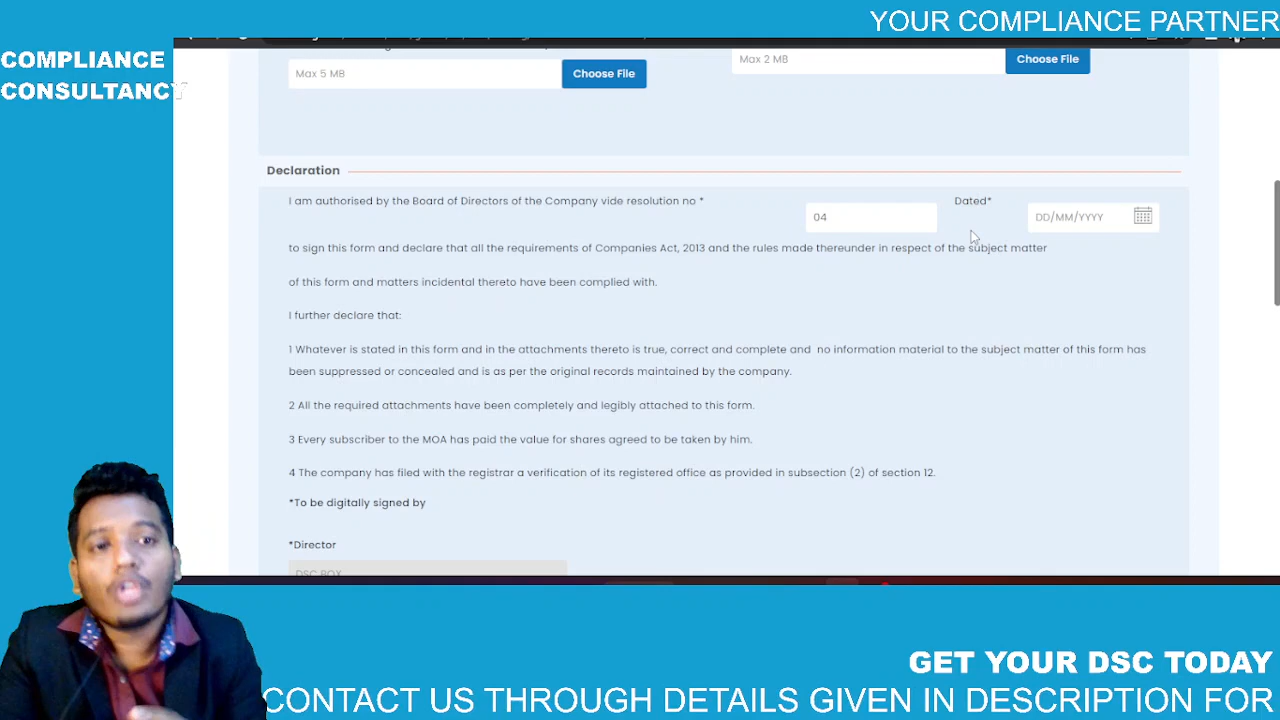 YOUR COMPLIANCE PARTNER
COMPLIANCE
CONSULTANCY
Max 5 MB
Choose File
Max 2 MB
Choose File
Declaration
I am authorised by the Board of Directors of the Company vide resolution no *
Dated*
04
DD/MM/YYYY
to sign this form and declare that all the requirements of Companies Act, 2013 and the rules made thereunder in respect of the subject matter
of this form and matters incidental thereto have been complied with.
I further declare that:
1 Whatever is stated in this form and in the attachments thereto is true, correct and complete and no information material to the subject matter of this form has
been suppressed or concealed and is as per the original records maintained by the company.
2 All the required attachments have been completely and legibly attached to this form.
3 Every subscriber to the MOA has paid the value for shares agreed to be taken by him.
4 The company has filed with the registrar a verification of its registered office as provided in subsection (2) of section 12.
*To be digitally signed by
*Director
DSC BOX
GET YOUR DSC TODAY
CONTACT US THROUGH DETAILS GIVEN IN DESCRIPTION FOR